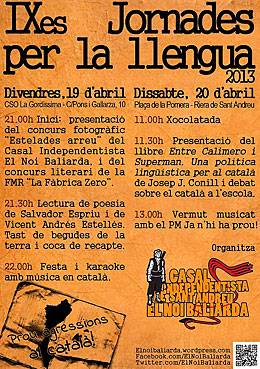 IXes Jornades
per la llengua
2013
Divendres, 19 d'abril
CSO La Gordíssima - C/Pons i Gallarza, 10
21,00h Inici: presentació
del concurs fotogràfic
"Estelades arreu" del
Casal Independentista
El Noi Baliarda, i del
concurs literari de la
FMR "La Fàbrica Zero".
21,30h Lectura de poesia
de Salvador Espriu i de
Vicent Andrés Estellés.
Tast de begudes de la
terra i coca de recapte.
22,00h Festa i karaoke
amb música en català.
Dissabte, 20 d'abril
Plaça de la Pomera - Riera de Sant Andreu
11.00h Xocolatada
11.30h Presentació del
llibre Entre Calimero i
Superman. Una política
lingüística per al català
de Josep J. Conill i debat
sobre el català a l'escola.
13.00h Vermut musicat
amb el PM Ja n'hi ha prou!
Organitza
CASAL
INDEPENDENTISTA
DE SANT ANDREU
EL NOI BALIARDA
Prou agressions
al català!
Elnoibaliarda.wordpress.com
Facebook.com/ElNoiBaliarda
Twitter.com/ElNoiBaliarda